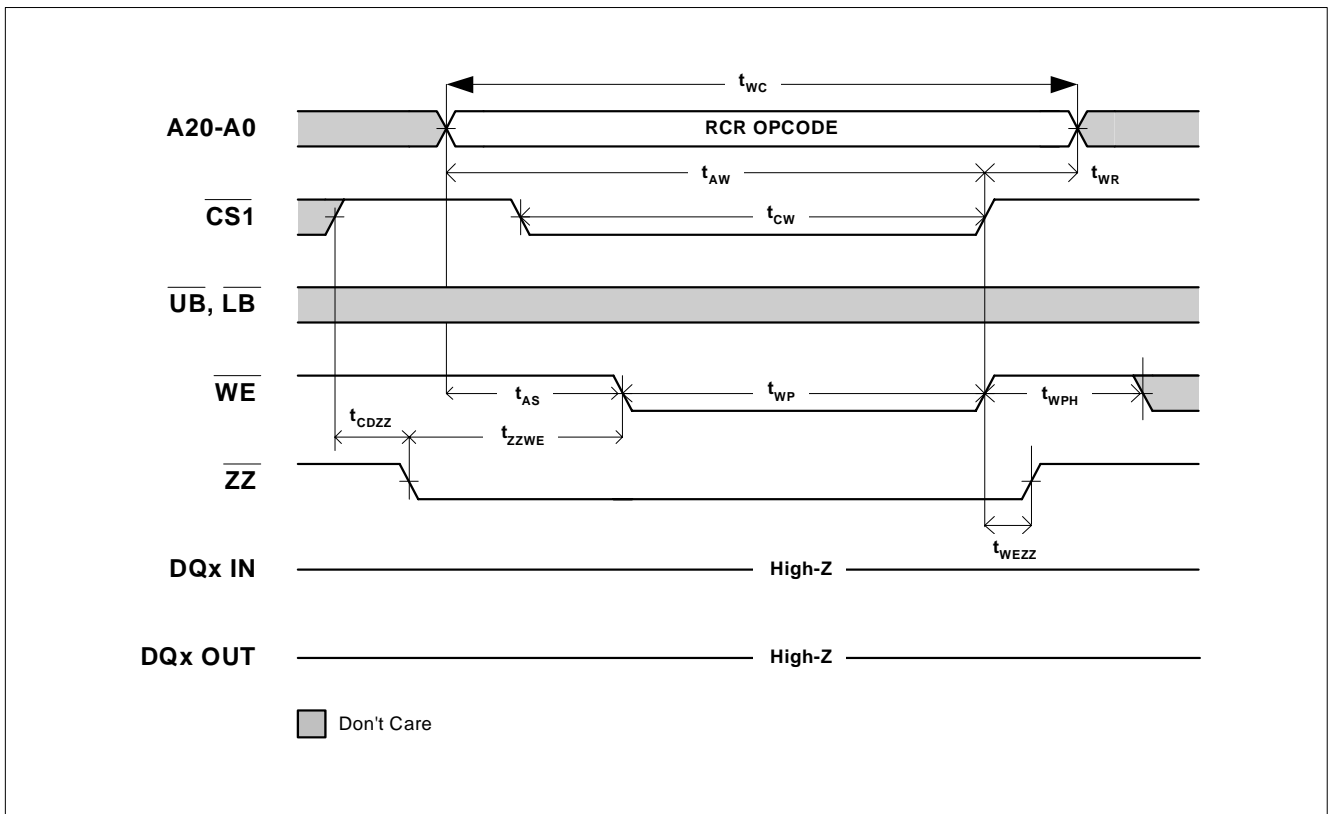 tWC
A20-A0 RCR OPCODE
tAW tWR
CS1 tCW
UB, LB
WE tAS tWP tWPH
tCDZZ tZZWE
ZZ
tWEZZ
DQx IN High-Z
DQx OUT High-Z
Don't Care